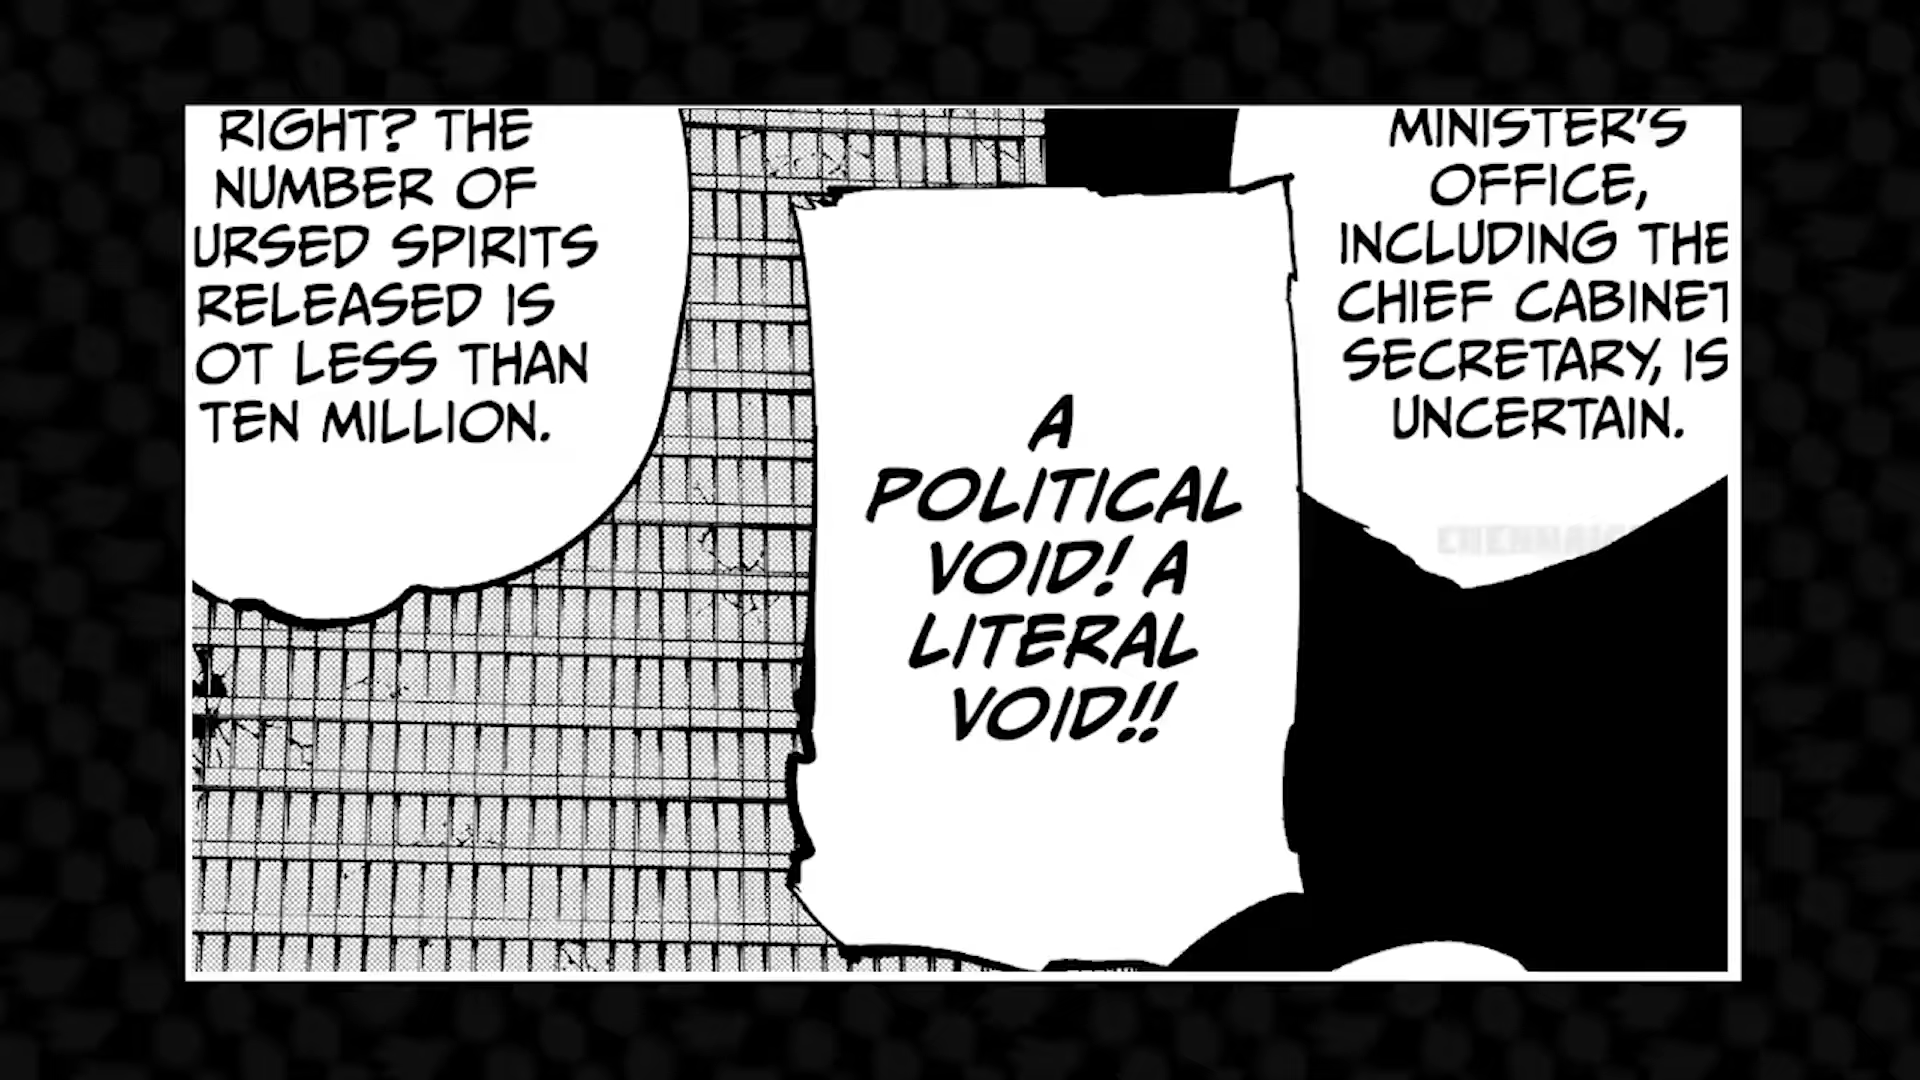 RIGHT? THE
NUMBER OF
URSED SPIRITS
RELEASED IS
OT LESS THAN
TEN MILLION.
A
POLITICAL
VOID! A
LITERAL
VOID!!
MINISTER'S
OFFICE,
INCLUDING THE
CHIEF CABINET
SECRETARY, IS
UNCERTAIN.